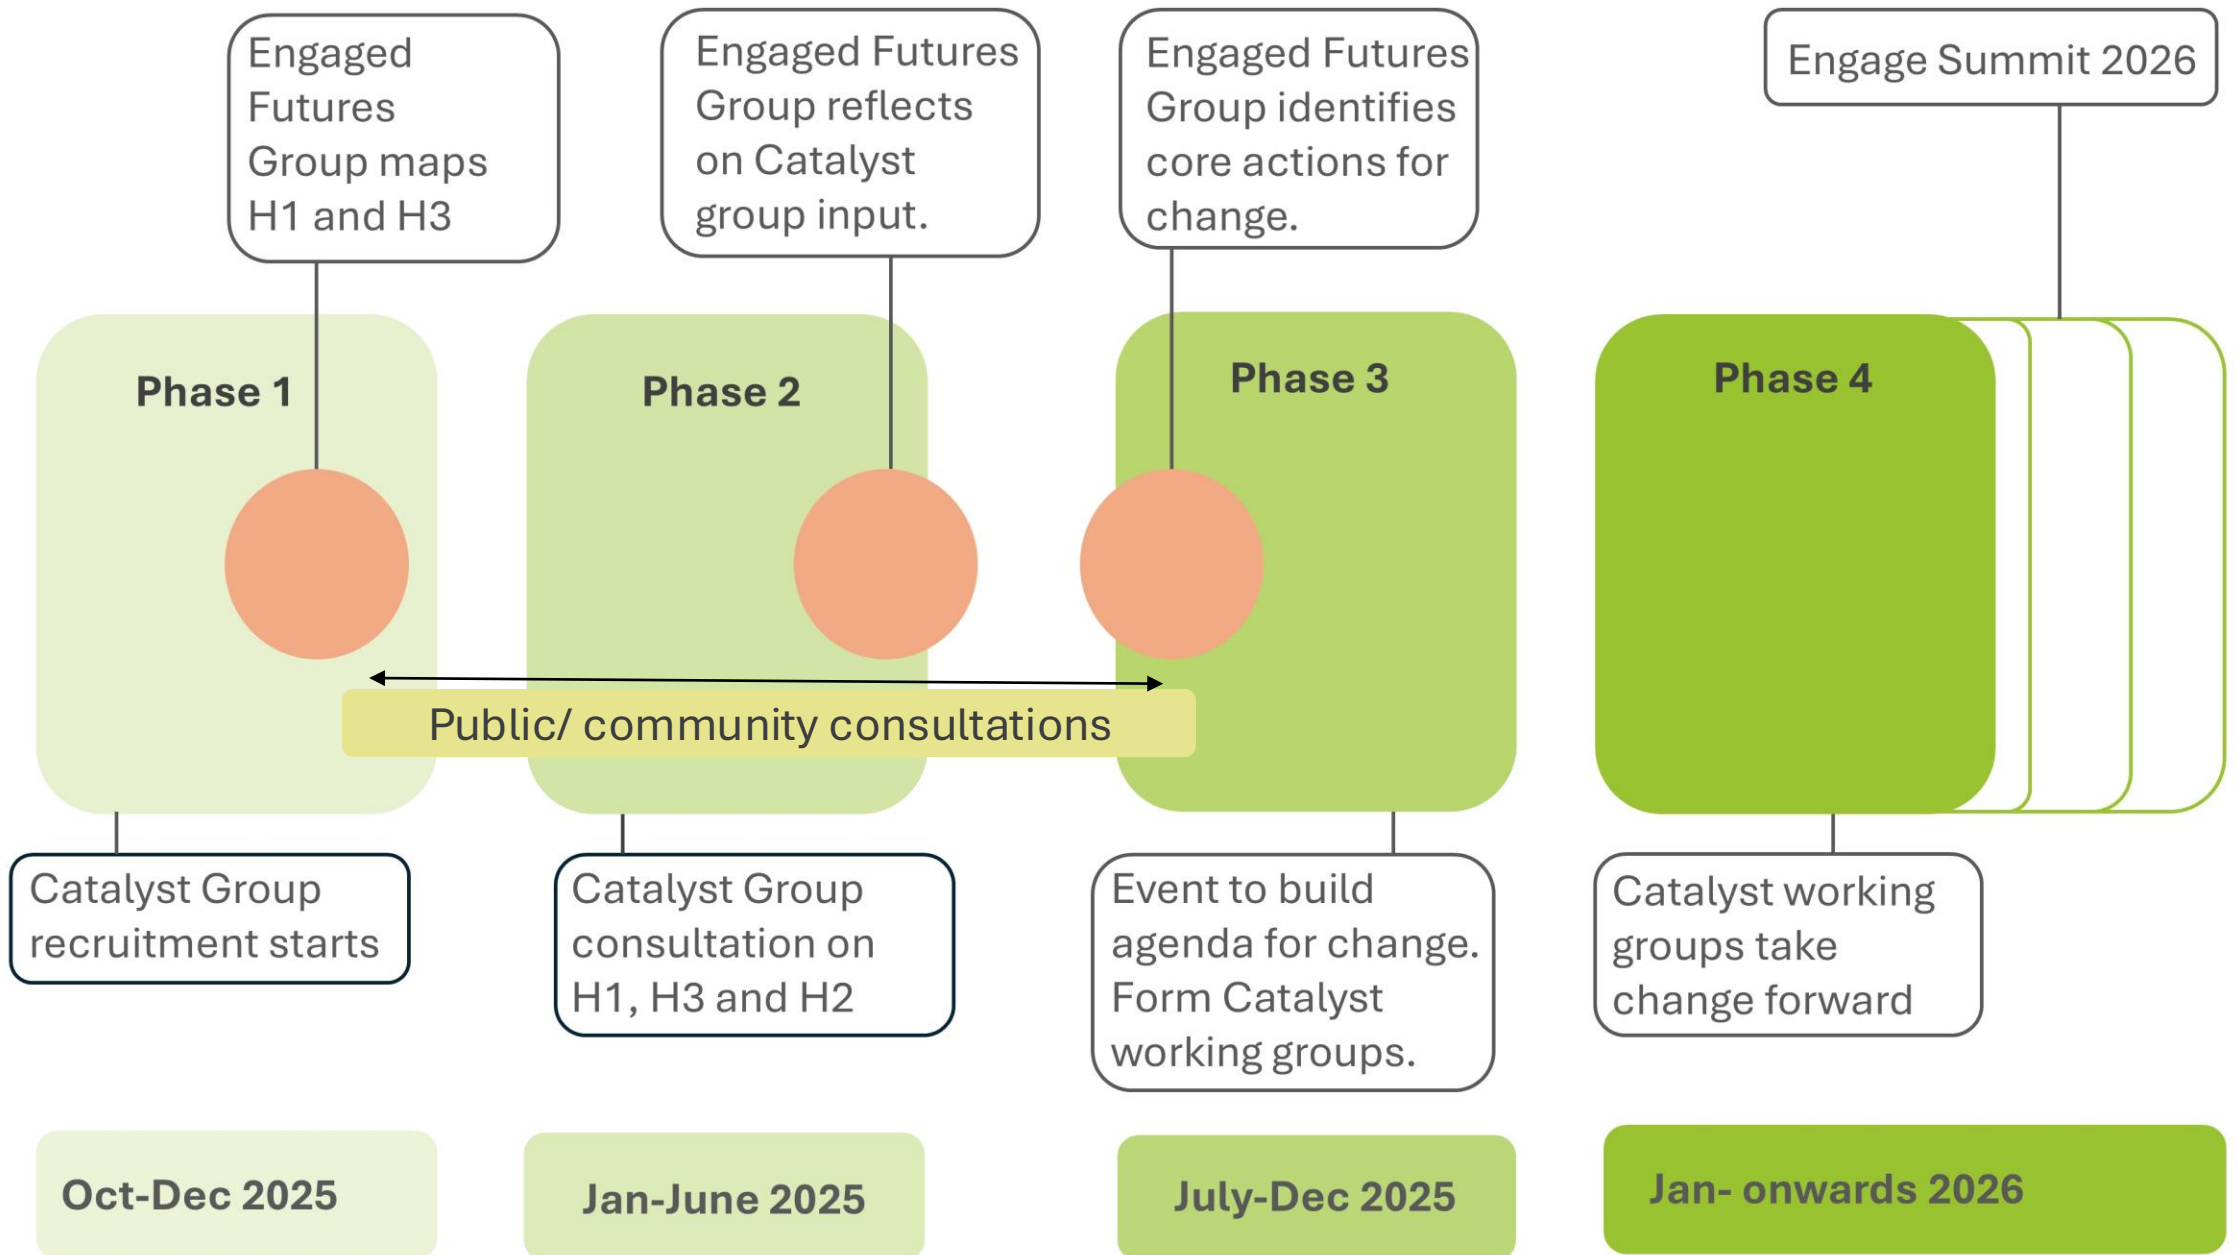 Engaged
Futures
Group maps
H1 and H3
Engaged Futures
Group reflects
on Catalyst
group input.
Engaged Futures
Group identifies
core actions for
change.
Engage Summit 2026
Phase 1
Phase 2
Phase 3
Phase 4
Public/ community consultations
Catalyst Group
recruitment starts
Catalyst Group
consultation on
H1, H3 and H2
Event to build
agenda for change.
Form Catalyst
working groups.
Catalyst working
groups take
change forward
Oct-Dec 2025
Jan-June 2025
July-Dec 2025
Jan- onwards 2026